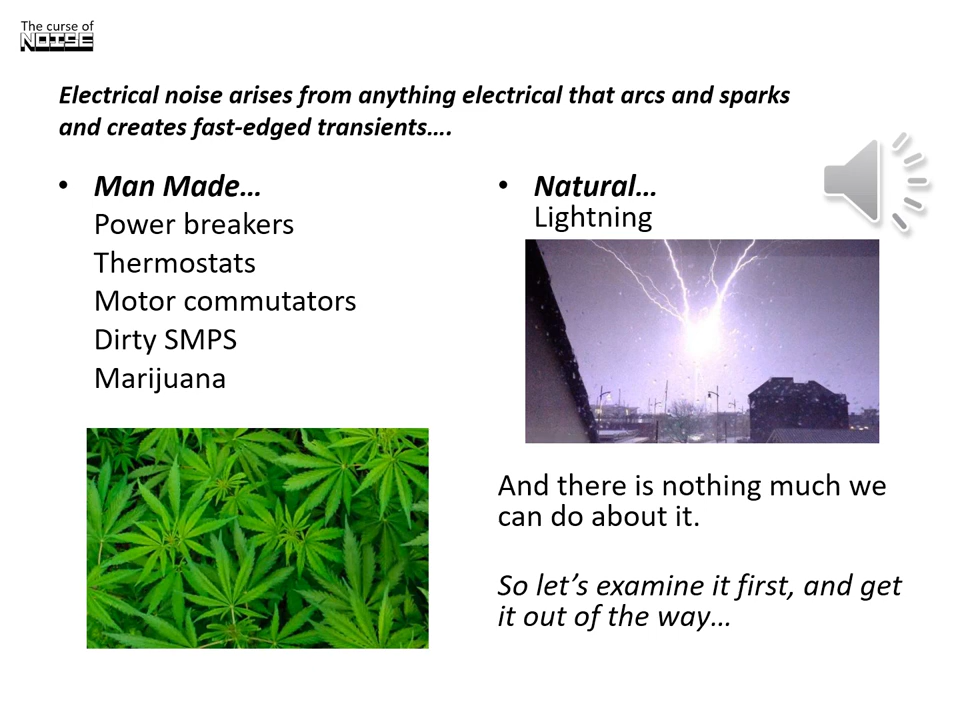 The curse of
NOISE
Electrical noise arises from anything electrical that arcs and sparks
and creates fast-edged transients….
• Man Made…
Power breakers
Thermostats
Motor commutators
Dirty SMPS
Marijuana
• Natural…
Lightning
And there is nothing much we
can do about it.
So let’s examine it first, and get
it out of the way…